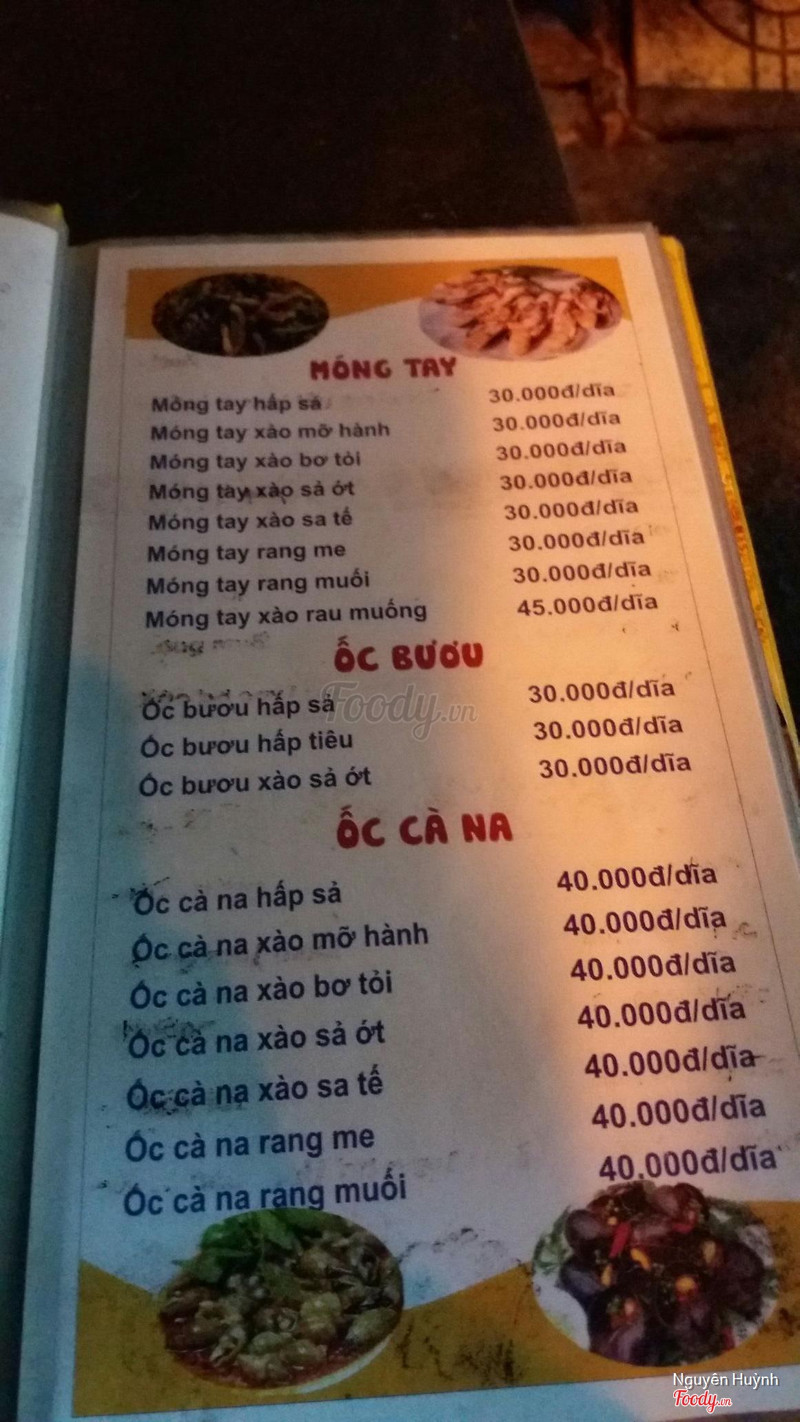 MÓNG TAY
Móng tay hấp sả 30.000đ/dĩa
Móng tay xào mỡ hành 30.000đ/dĩa
Móng tay xào bơ tỏi 30.000đ/dĩa
Móng tay xào sả ớt 30.000đ/dĩa
Móng tay xào sa tế 30.000đ/dĩa
Móng tay rang me 30.000đ/dĩa
Móng tay rang muối 30.000đ/dĩa
Móng tay xào rau muống 45.000đ/dĩa
ỐC BƯƠU
Ốc bươu hấp sả 30.000đ/dĩa
Ốc bươu hấp tiêu 30.000đ/dĩa
Ốc bươu xào sả ớt 30.000đ/dĩa
Foody.vn
ỐC CÀ NA
Ốc cà na hấp sả 40.000đ/dĩa
Ốc cà na xào mỡ hành 40.000đ/dĩa
Ốc cà na xào bơ tỏi 40.000đ/dĩa
Ốc cà na xào sả ớt 40.000đ/dĩa
Ốc cà na xào sa tế 40.000đ/dĩa
Ốc cà na rang me 40.000đ/dĩa
Ốc cà na rang muối 40.000đ/dĩa
Nguyên Huỳnh
Foody.vn